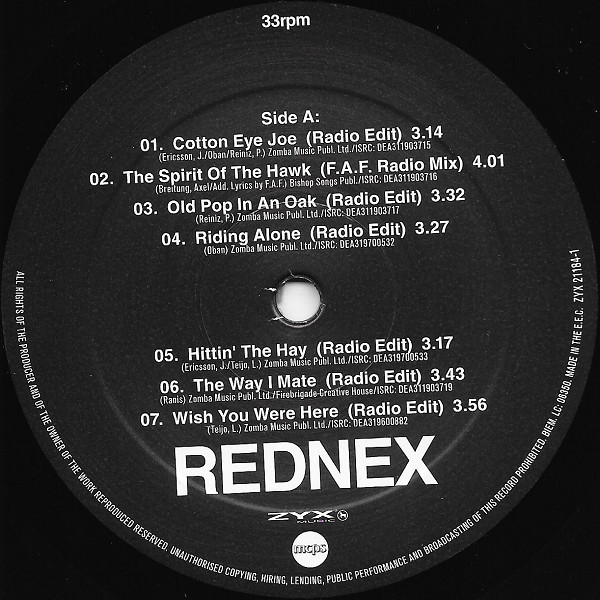 33rpm
Side A:
01. Cotton Eye Joe (Radio Edit) 3.14
(Ericsson, J./Oban/Reiniz, P.) Zomba Music Publ. Ltd./ISRC: DEA311903715
02. The Spirit Of The Hawk (F.A.F. Radio Mix) 4.01
(Breitung, Axel/Add. Lyrics by F.A.F.) Bishop Songs Publ./ISRC: DEA311903716
03. Old Pop In An Oak (Radio Edit) 3.32
(Reiniz, P.) Zomba Music Publ. Ltd./ISRC: DEA311903717
04. Riding Alone (Radio Edit) 3.27
(Oban) Zomba Music Publ. Ltd./ISRC: DEA319700532
05. Hittin' The Hay (Radio Edit) 3.17
(Ericsson, J./Teijo, L.) Zomba Music Publ. Ltd./ISRC: DEA319700533
06. The Way I Mate (Radio Edit) 3.43
(Ranis) Zomba Music Publ. Ltd./Firebrigade-Creative House/ISRC: DEA311903719
07. Wish You Were Here (Radio Edit) 3.56
(Teijo, L.) Zomba Music Publ. Ltd./ISRC: DEA319600882
REDNEX
ZYX
MUSIC
mcps
ALL RIGHTS OF THE PRODUCER AND OF THE OWNER OF THE WORK REPRODUCED RESERVED. UNAUTHORISED COPYING, HIRING, LENDING, PUBLIC PERFORMANCE AND BROADCASTING OF THIS RECORD PROHIBITED. BIEM. LC: 06350. MADE IN THE E.E.C. ZYX 21184-1